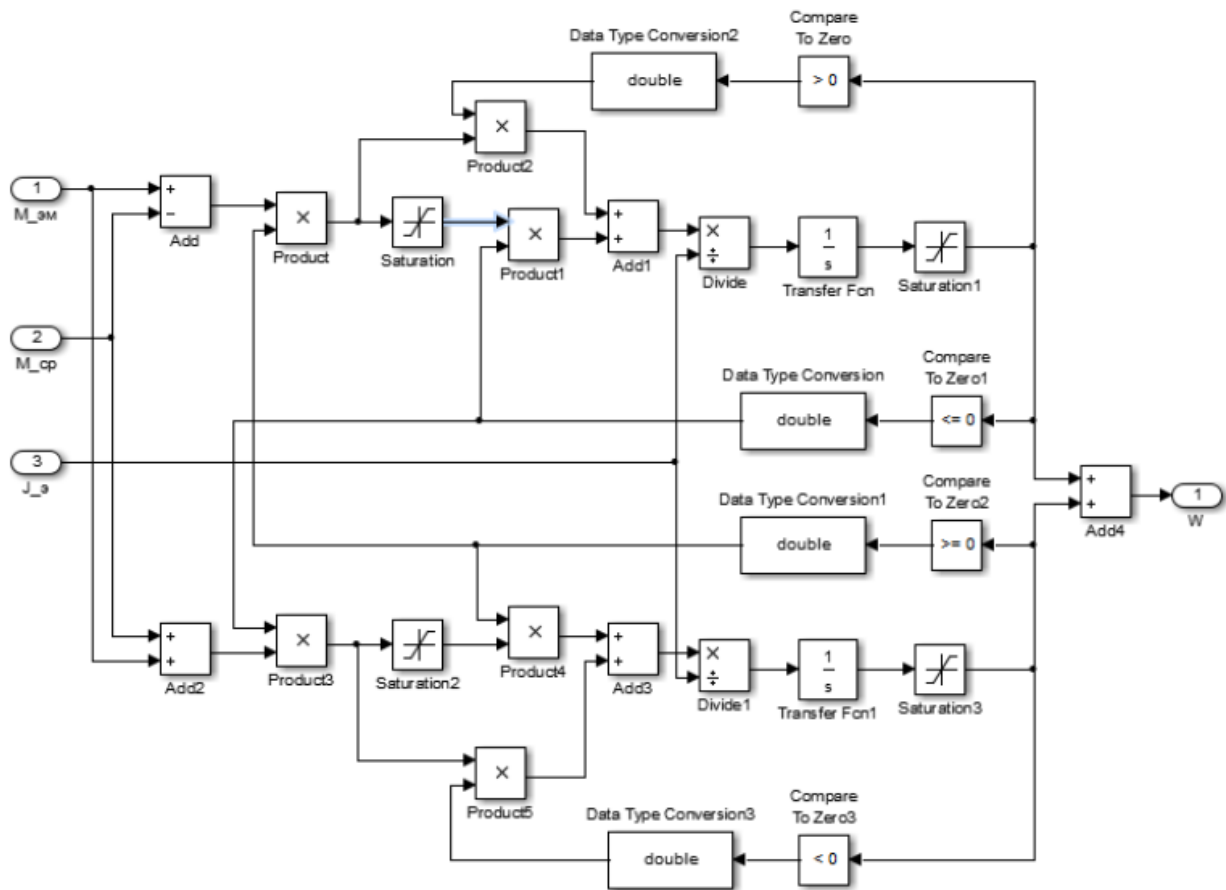 Compare
To Zero
Data Type Conversion2
double
> 0
×
Product2
1
M_эм
+
−
Add
×
Product
Saturation
×
Product1
+
+
Add1
×
÷
Divide
1
s
Transfer Fcn
Saturation1
2
M_ср
Compare
To Zero1
Data Type Conversion
double
<= 0
3
J_э
Compare
To Zero2
Data Type Conversion1
double
>= 0
+
+
Add4
1
W
+
+
Add2
×
Product3
Saturation2
×
Product4
+
+
Add3
×
÷
Divide1
1
s
Transfer Fcn1
Saturation3
×
Product5
Compare
To Zero3
Data Type Conversion3
double
< 0